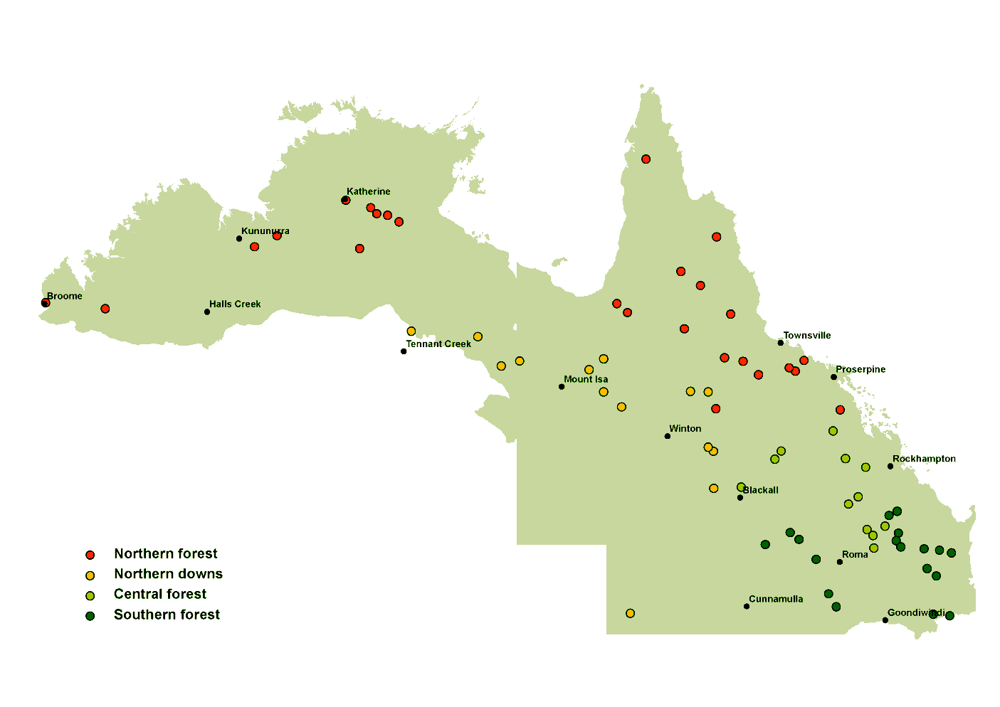 Katherine
Kununurra
Broome
Halls Creek
Townsville
Tennant Creek
Proserpine
Mount Isa
Winton
Rockhampton
Blackall
Northern forest
Roma
Northern downs
Central forest
Cunnamulla
Southern forest
Goondiwindi